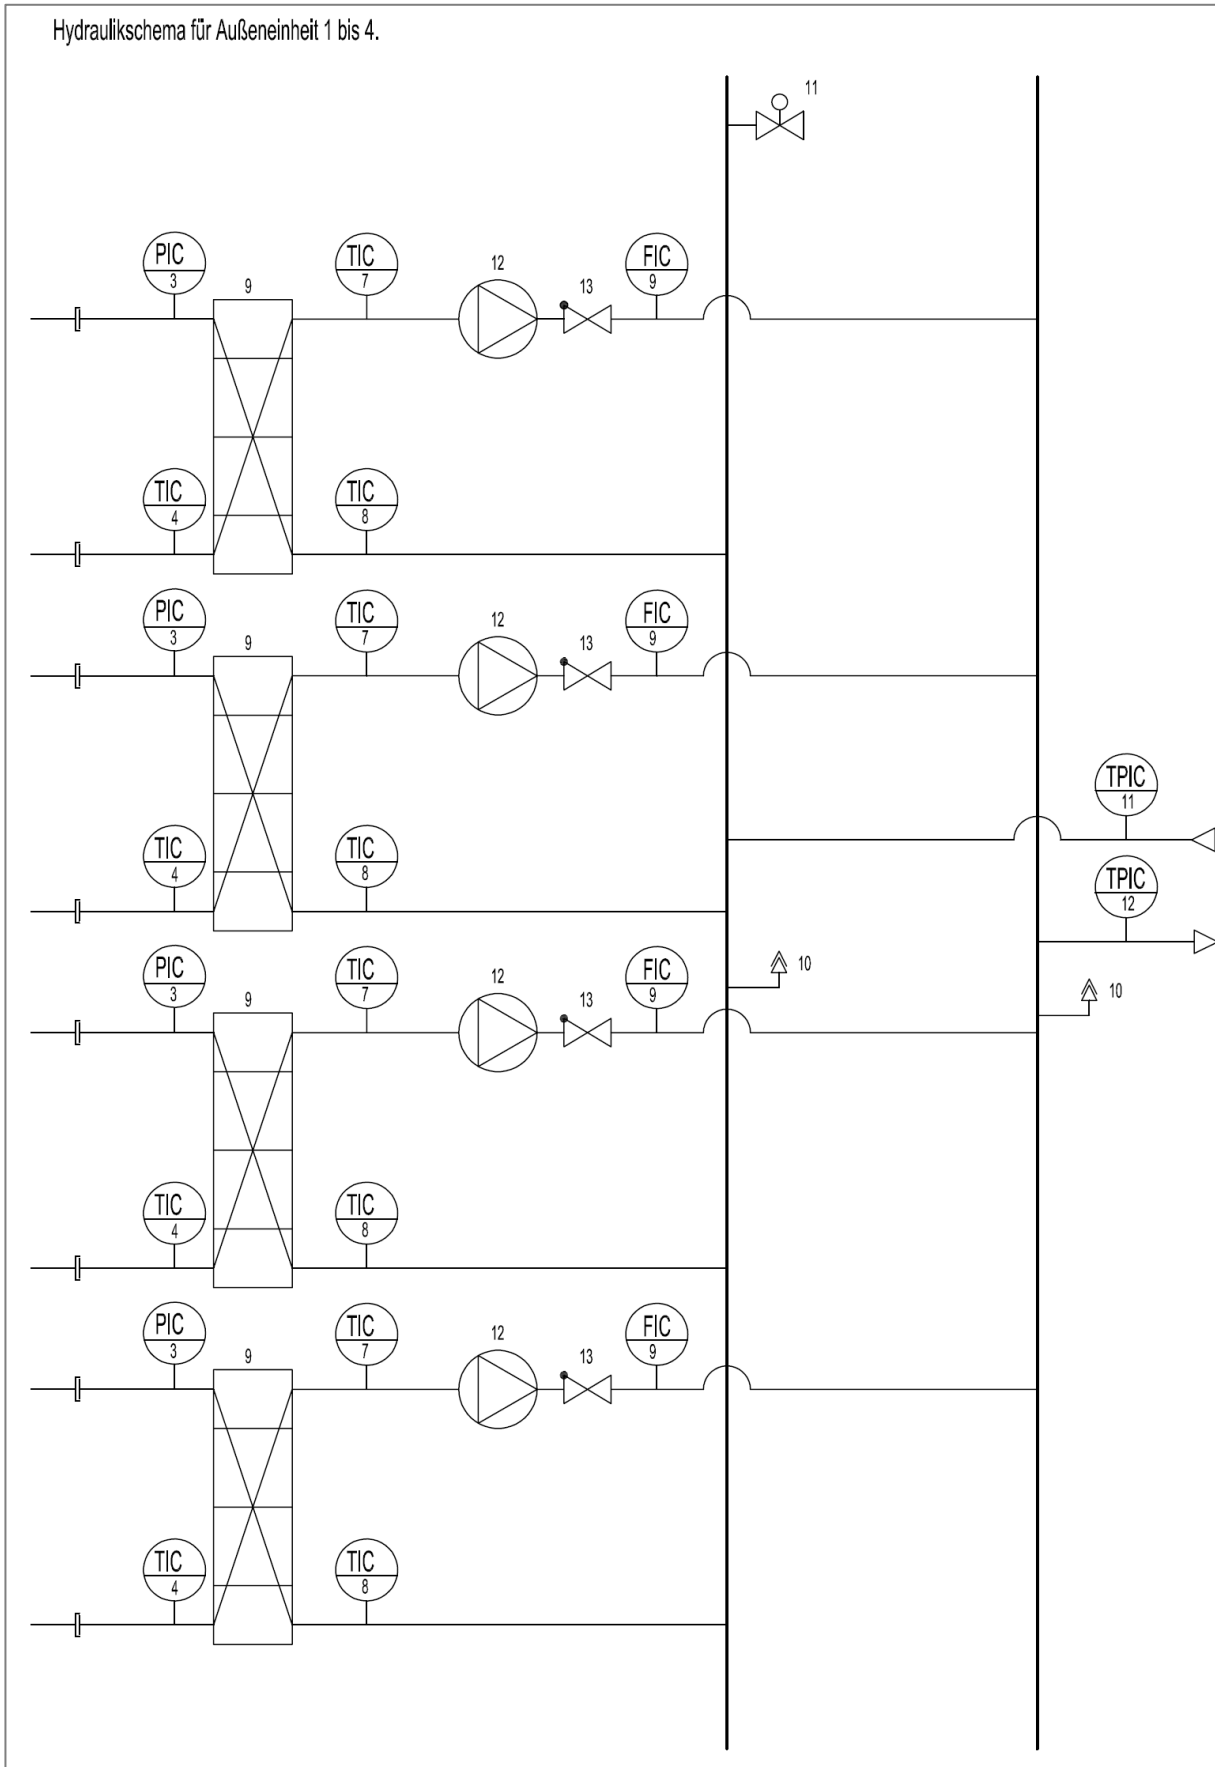 Hydraulikschema für Außeneinheit 1 bis 4.
11
PIC
3
9
TIC
7
12
13
FIC
9
TIC
4
TIC
8
PIC
3
9
TIC
7
12
13
FIC
9
TPIC
11
TIC
4
TIC
8
TPIC
12
PIC
3
9
TIC
7
12
13
FIC
9
10
10
TIC
4
TIC
8
PIC
3
9
TIC
7
12
13
FIC
9
TIC
4
TIC
8